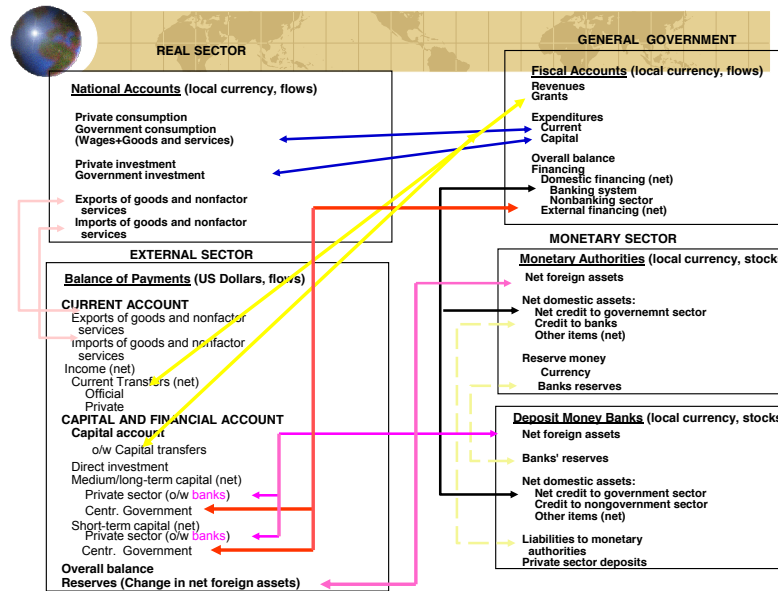 REAL SECTOR
National Accounts (local currency, flows)
Private consumption
Government consumption
(Wages+Goods and services)
Private investment
Government investment
Exports of goods and nonfactor
services
Imports of goods and nonfactor
services
EXTERNAL SECTOR
Balance of Payments (US Dollars, flows)
CURRENT ACCOUNT
Exports of goods and nonfactor
services
Imports of goods and nonfactor
services
Income (net)
Current Transfers (net)
Official
Private
CAPITAL AND FINANCIAL ACCOUNT
Capital account
o/w Capital transfers
Direct investment
Medium/long-term capital (net)
Private sector (o/w banks)
Centr. Government
Short-term capital (net)
Private sector (o/w banks)
Centr. Government
Overall balance
Reserves (Change in net foreign assets)
GENERAL GOVERNMENT
Fiscal Accounts (local currency, flows)
Revenues
Grants
Expenditures
Current
Capital
Overall balance
Financing
Domestic financing (net)
Banking system
Nonbanking sector
External financing (net)
MONETARY SECTOR
Monetary Authorities (local currency, stocks
Net foreign assets
Net domestic assets:
Net credit to governemnt sector
Credit to banks
Other items (net)
Reserve money
Currency
Banks reserves
Deposit Money Banks (local currency, stocks
Net foreign assets
Banks' reserves
Net domestic assets:
Net credit to government sector
Credit to nongovernment sector
Other items (net)
Liabilities to monetary
authorities
Private sector deposits